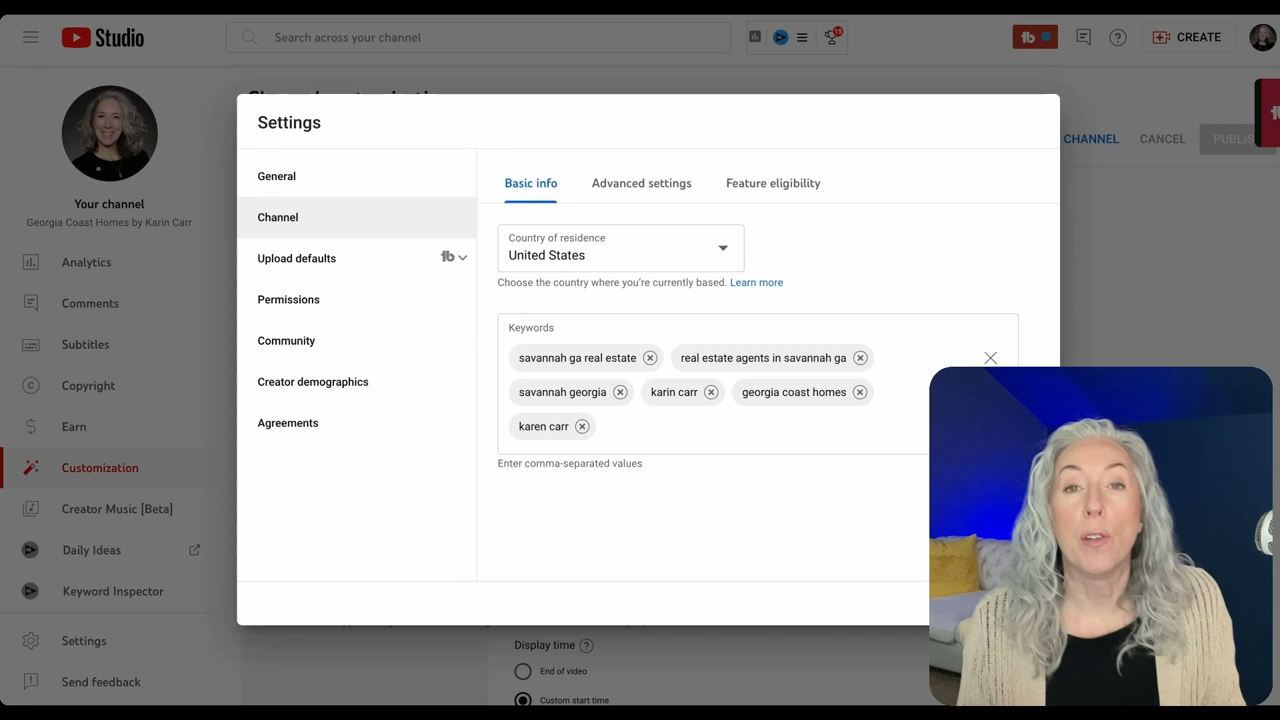 Studio
Search across your channel
15
CREATE
CHANNEL
CANCEL
PUBLIS
Your channel
Georgia Coast Homes by Karin Carr
Analytics
Comments
Subtitles
Copyright
Earn
Customization
Creator Music [Beta]
Daily Ideas
Keyword Inspector
Settings
Send feedback
Settings
General
Channel
Upload defaults
Permissions
Community
Creator demographics
Agreements
Basic info
Advanced settings
Feature eligibility
Country of residence
United States
Choose the country where you're currently based. Learn more
Keywords
savannah ga real estate
real estate agents in savannah ga
savannah georgia
karin carr
georgia coast homes
karen carr
Enter comma-separated values
Display time
End of video
Custom start time